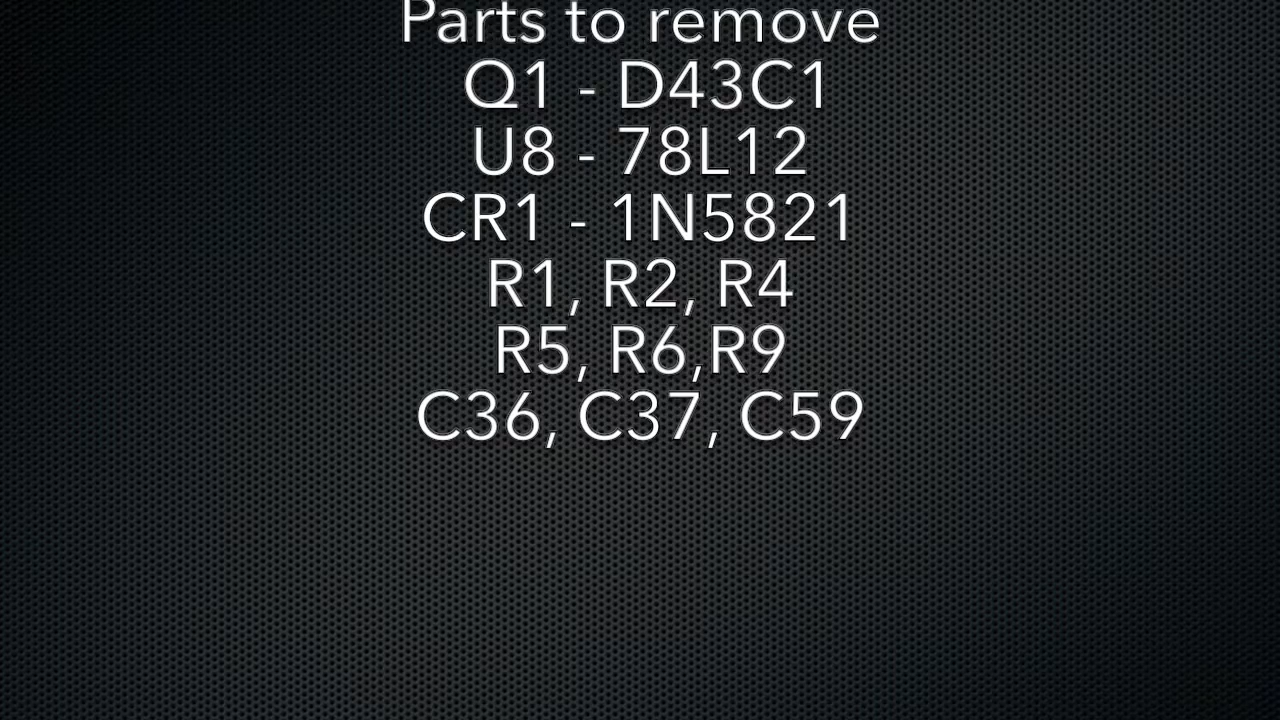 Parts to remove
Q1 - D43C1
U8 - 78L12
CR1 - 1N5821
R1, R2, R4
R5, R6,R9
C36, C37, C59